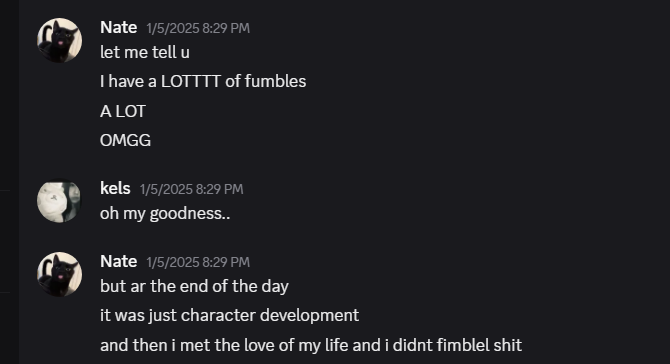 Nate 1/5/2025 8:29 PM
let me tell u
I have a LOTTTT of fumbles
A LOT
OMGG
kels 1/5/2025 8:29 PM
oh my goodness..
Nate 1/5/2025 8:29 PM
but ar the end of the day
it was just character development
and then i met the love of my life and i didnt fimblel shit